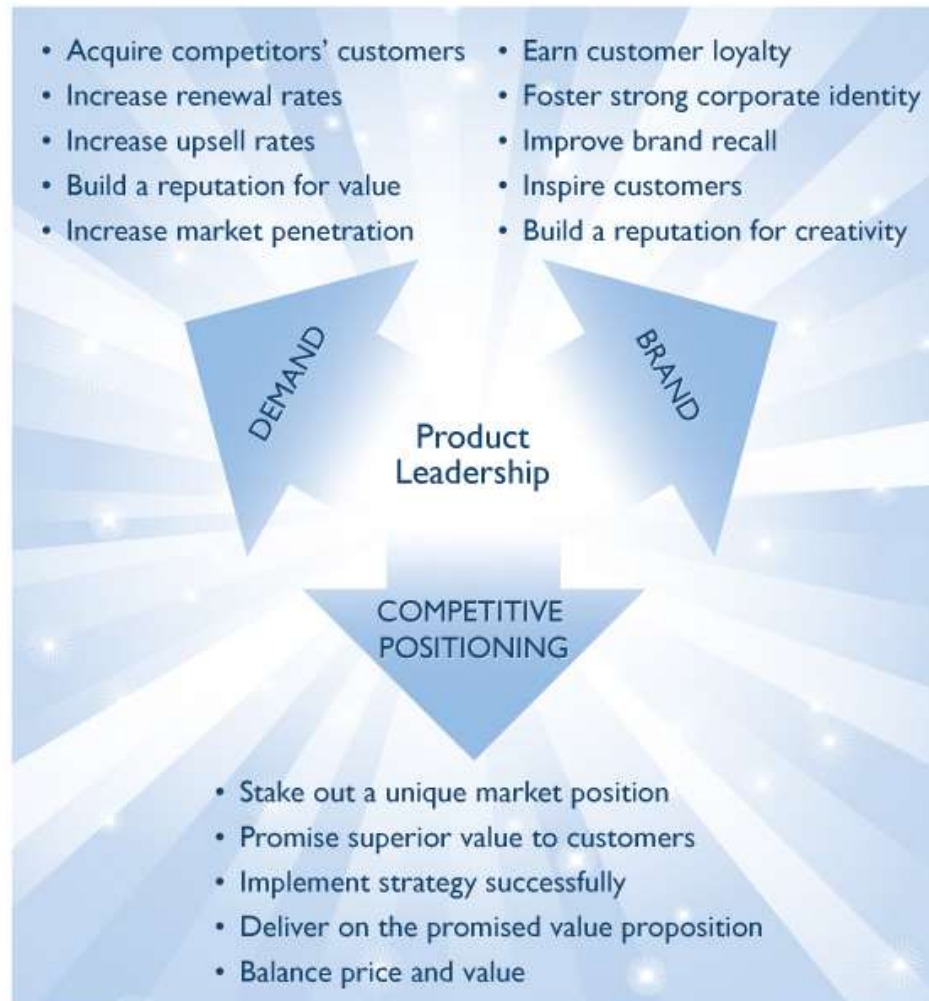 • Acquire competitors’ customers
• Increase renewal rates
• Increase upsell rates
• Build a reputation for value
• Increase market penetration
• Earn customer loyalty
• Foster strong corporate identity
• Improve brand recall
• Inspire customers
• Build a reputation for creativity
DEMAND
BRAND
Product
Leadership
COMPETITIVE
POSITIONING
• Stake out a unique market position
• Promise superior value to customers
• Implement strategy successfully
• Deliver on the promised value proposition
• Balance price and value